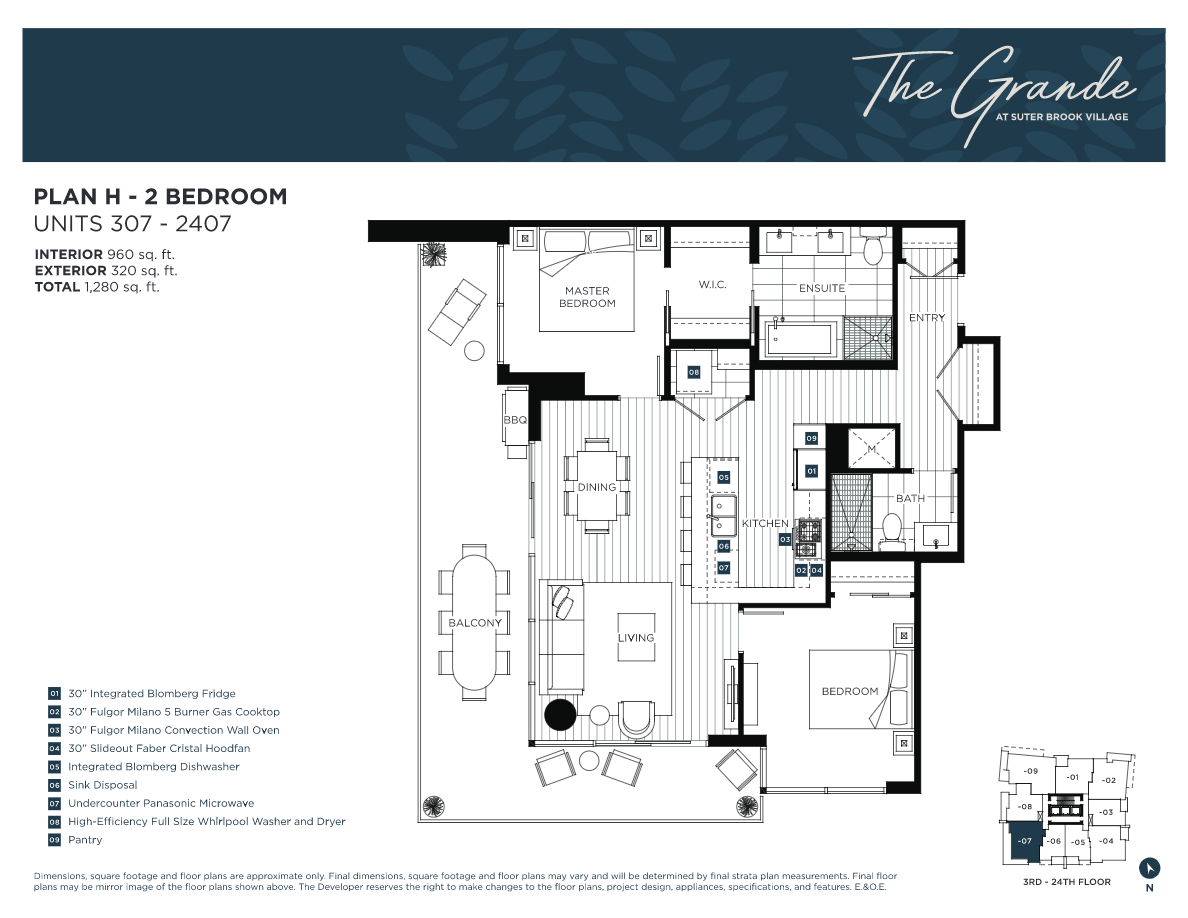 The Grande
AT SUTER BROOK VILLAGE
PLAN H - 2 BEDROOM
UNITS 307 - 2407
INTERIOR 960 sq. ft.
EXTERIOR 320 sq. ft.
TOTAL 1,280 sq. ft.
MASTER
BEDROOM
W.I.C.
ENSUITE
ENTRY
08
BBQ
09
M
01
05
DINING
BATH
KITCHEN
03
06
07
02 04
BALCONY
LIVING
BEDROOM
01 30" Integrated Blomberg Fridge
02 30" Fulgor Milano 5 Burner Gas Cooktop
03 30" Fulgor Milano Convection Wall Oven
04 30" Slideout Faber Cristal Hoodfan
05 Integrated Blomberg Dishwasher
06 Sink Disposal
07 Undercounter Panasonic Microwave
08 High-Efficiency Full Size Whirlpool Washer and Dryer
09 Pantry
-09
-01
-02
-08
-03
-07
-06
-05
-04
3RD - 24TH FLOOR
N
Dimensions, square footage and floor plans are approximate only. Final dimensions, square footage and floor plans may vary and will be determined by final strata plan measurements. Final floor
plans may be mirror image of the floor plans shown above. The Developer reserves the right to make changes to the floor plans, project design, appliances, specifications, and features. E.&O.E.